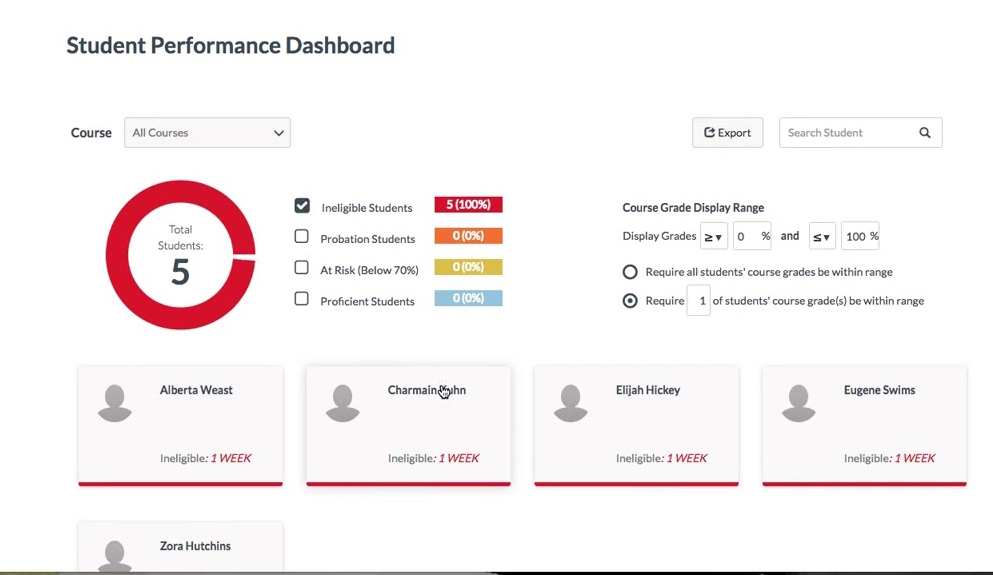 Student Performance Dashboard
Course
All Courses
Export
Search Student
Total
Students:
5
Ineligible Students 5 (100%)
Probation Students 0 (0%)
At Risk (Below 70%) 0 (0%)
Proficient Students 0 (0%)
Course Grade Display Range
Display Grades ≥ ▾ 0 % and ≤ ▾ 100 %
Require all students' course grades be within range
Require 1 of students' course grade(s) be within range
Alberta Weast
Ineligible: 1 WEEK
Charmain
Ineligible: 1 WEEK
Elijah Hickey
Ineligible: 1 WEEK
Eugene Swims
Ineligible: 1 WEEK
Zora Hutchins